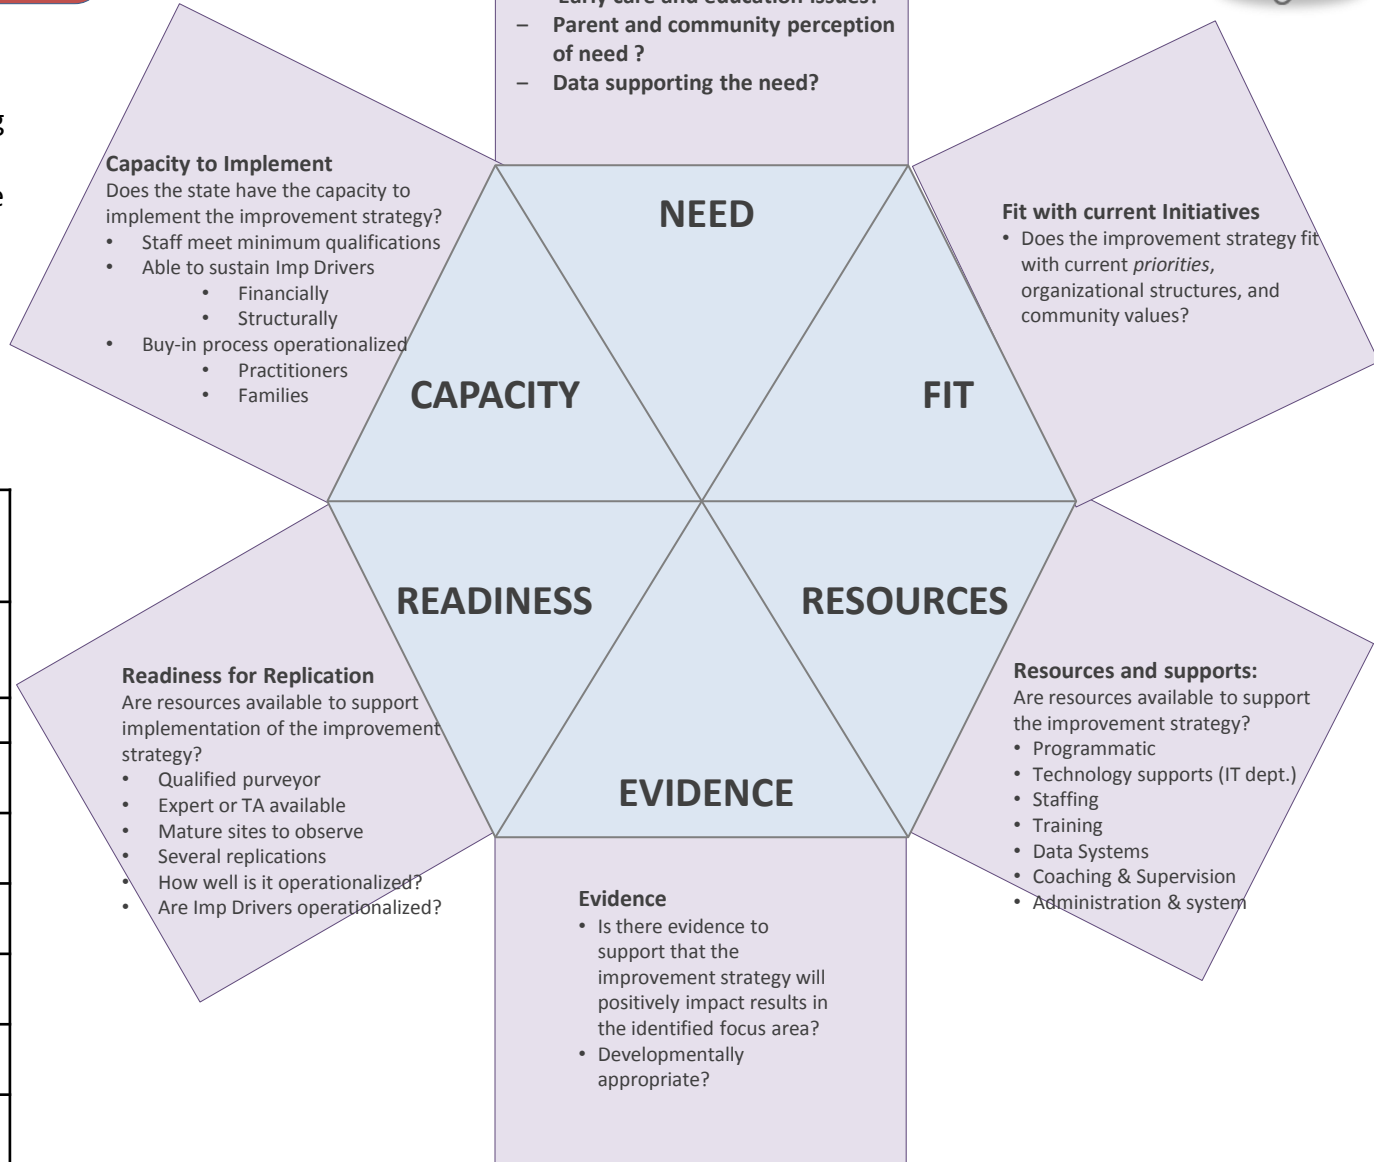 Early care and education issues?
– Parent and community perception
of need ?
– Data supporting the need?
g
e
Capacity to Implement
Does the state have the capacity to
implement the improvement strategy?
• Staff meet minimum qualifications
• Able to sustain Imp Drivers
• Financially
• Structurally
• Buy-in process operationalized
• Practitioners
• Families
NEED
Fit with current Initiatives
• Does the improvement strategy fit
with current priorities,
organizational structures, and
community values?
CAPACITY
FIT
READINESS
RESOURCES
Readiness for Replication
Are resources available to support
implementation of the improvement
strategy?
• Qualified purveyor
• Expert or TA available
• Mature sites to observe
• Several replications
• How well is it operationalized?
• Are Imp Drivers operationalized?
Resources and supports:
Are resources available to support
the improvement strategy?
• Programmatic
• Technology supports (IT dept.)
• Staffing
• Training
• Data Systems
• Coaching & Supervision
• Administration & system
EVIDENCE
Evidence
• Is there evidence to
support that the
improvement strategy will
positively impact results in
the identified focus area?
• Developmentally
appropriate?